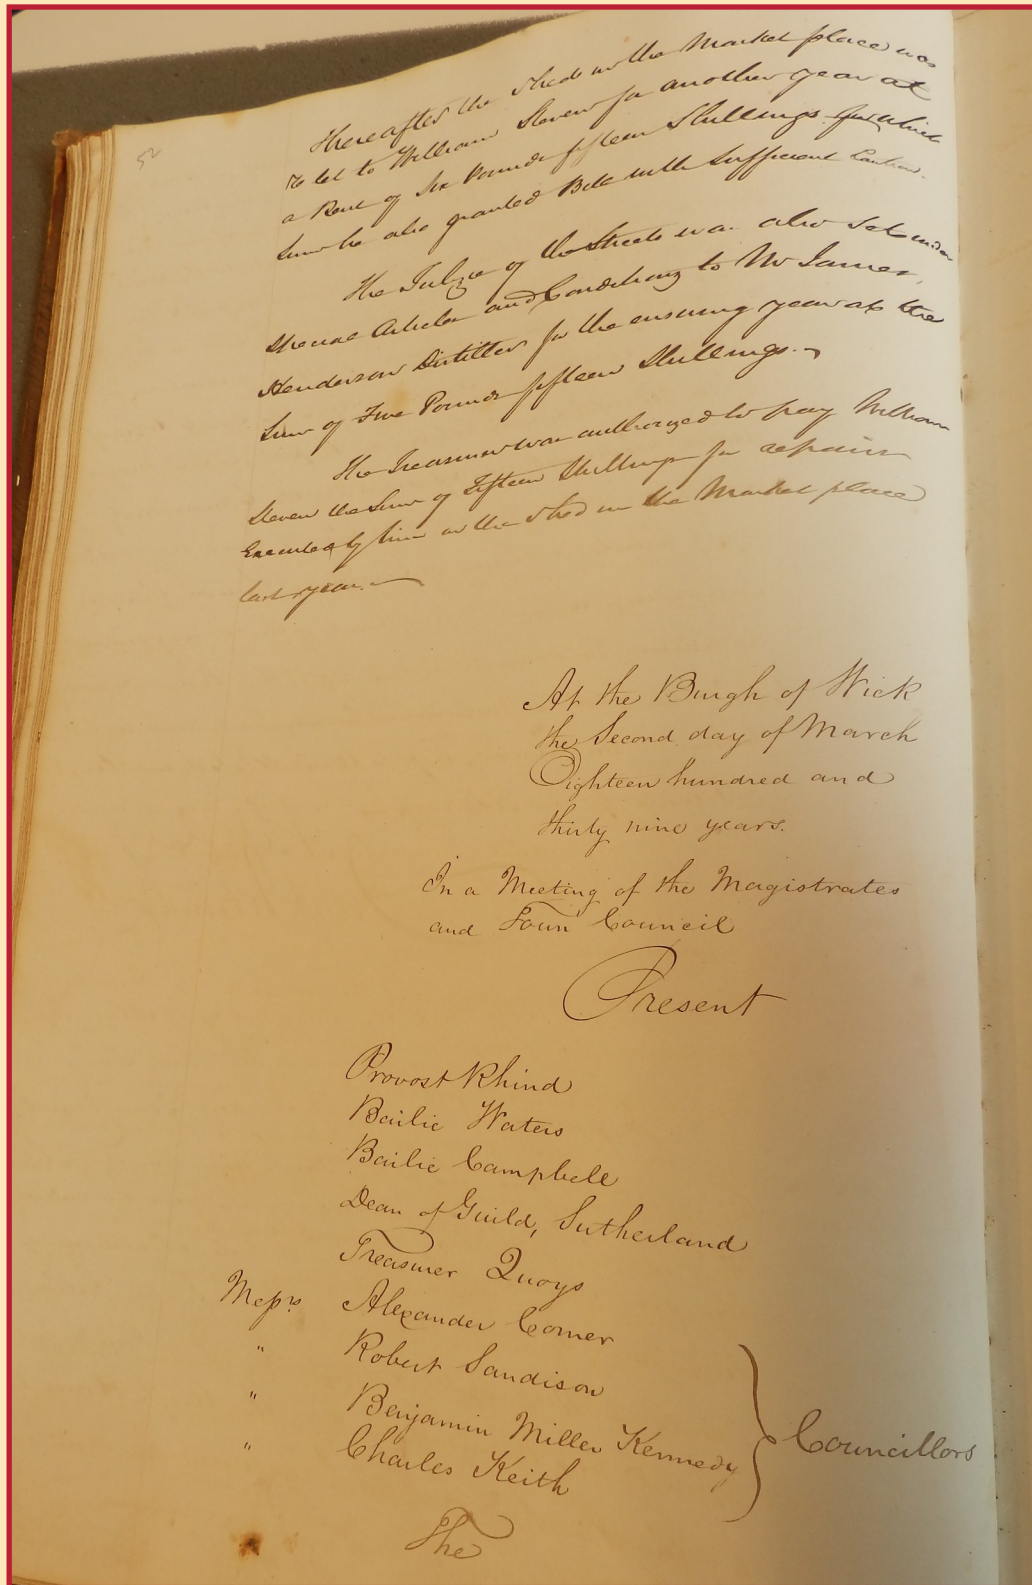 52
Thereafter the Shed in the Market place was
re let to William Steven for another year at
a Rent of Six Pounds fifteen Shillings for which
Sum he also granted Bill with sufficient Caution.
The Fulzie of the Streets was also set under
the use Articles and Conditions to Mr James
Henderson Distiller for the ensuing year at the
Sum of Five Pounds fifteen Shillings.
The Treasurer was authorized to pay William
Steven the Sum of Fifteen Shillings for repairs
Executed by him on the Shed in the Market place
last year.
At the Burgh of Wick
the Second day of March
Eighteen hundred and
thirty nine years.
In a Meeting of the Magistrates
and Town Council
Present
Provost Rhind
Bailie Waters
Bailie Campbell
Dean of Guild, Sutherland
Treasurer Quoys
Messrs Alexander Corner
" Robert Sandison
" Benjamin Miller Kennedy
" Charles Keith
Councillors
The